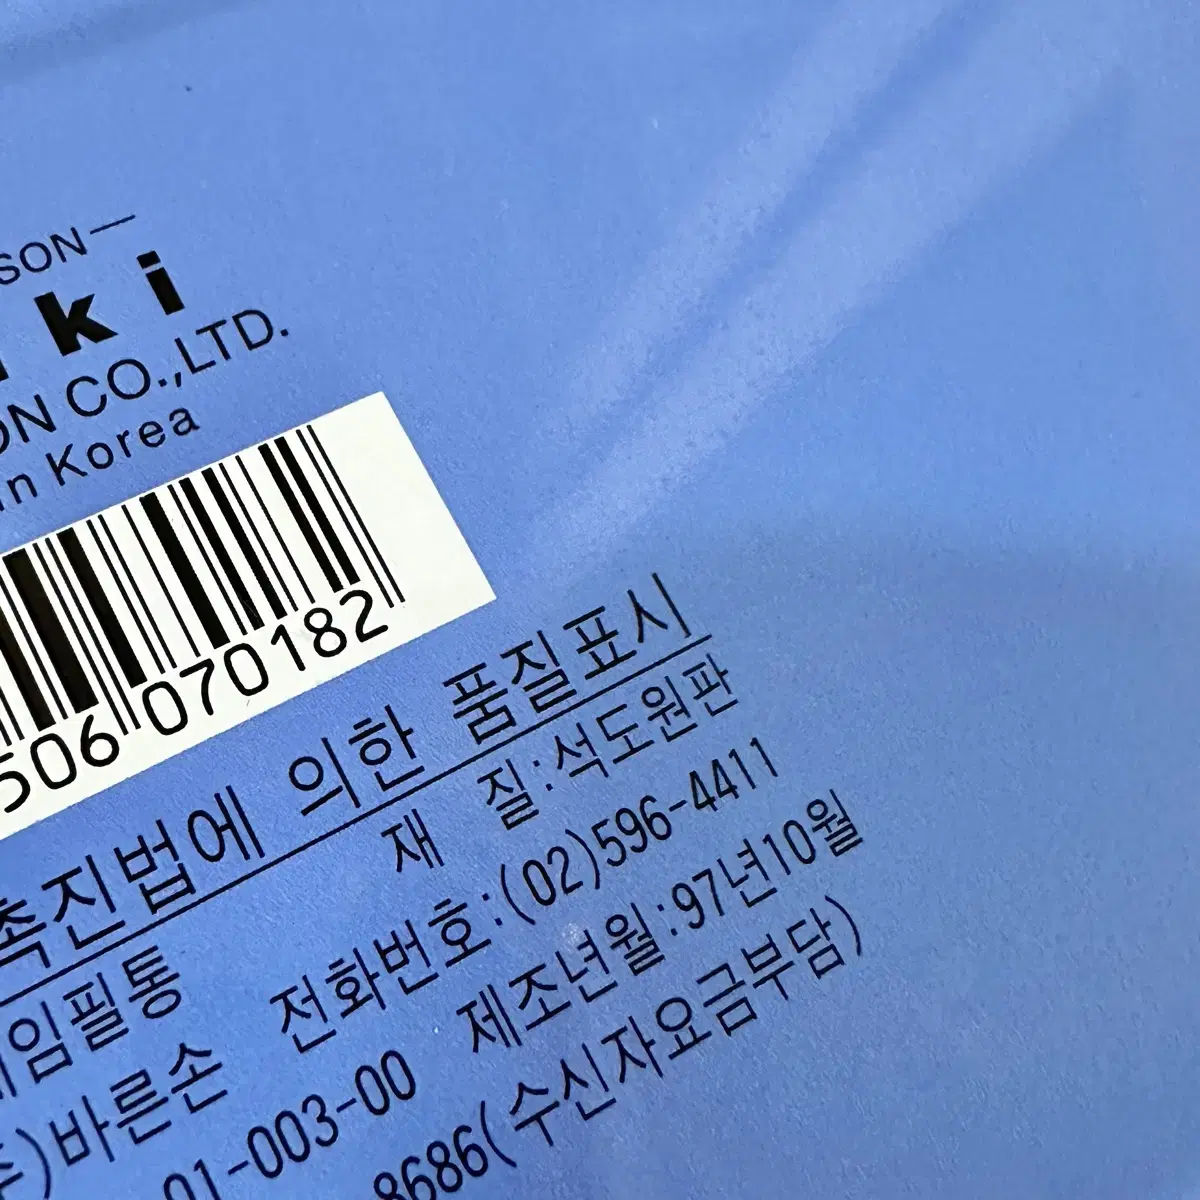 SON—
ki
ON CO.,LTD.
in Korea
506 070182
촉진법에 의한 품질표시
재 질:석도원판
임필통 전화번호:(02)596-4411
바른손 제조년월:97년10월
01-003-00
8686(수신자요금부담)